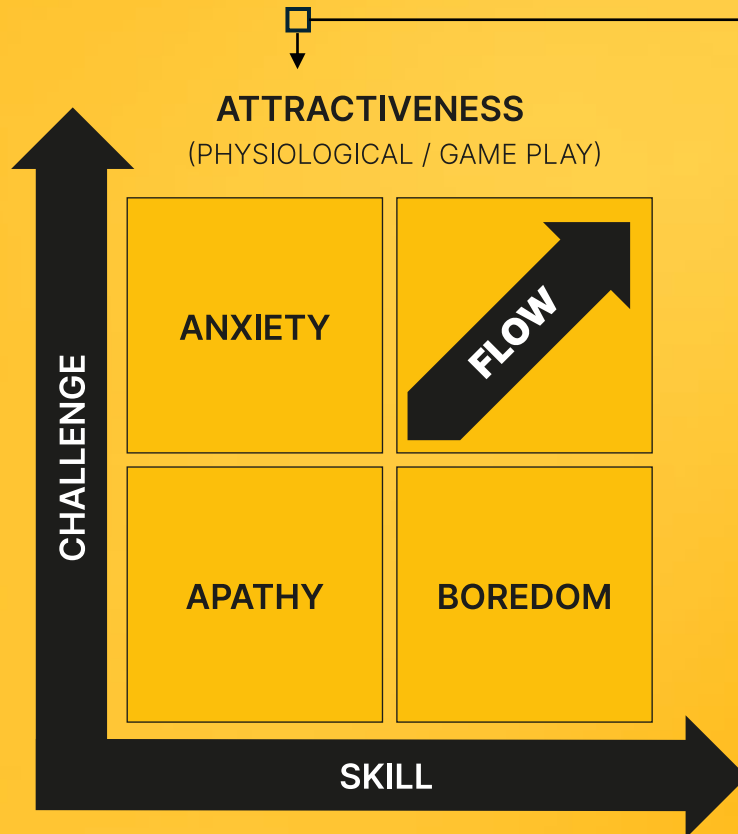 ATTRACTIVENESS
(PHYSIOLOGICAL / GAME PLAY)
ANXIETY
FLOW
CHALLENGE
APATHY
BOREDOM
SKILL